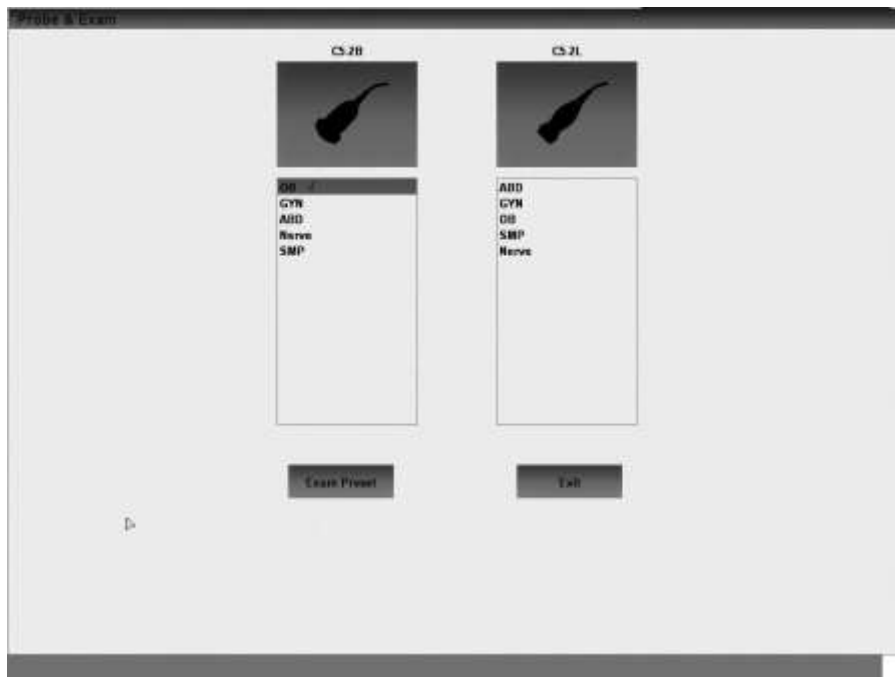 Probe & Exam
C5.2B
C5.2L
OB √
GYN
ABD
Nerve
SMP
ABD
GYN
OB
SMP
Nerve
Exam Preset
Exit